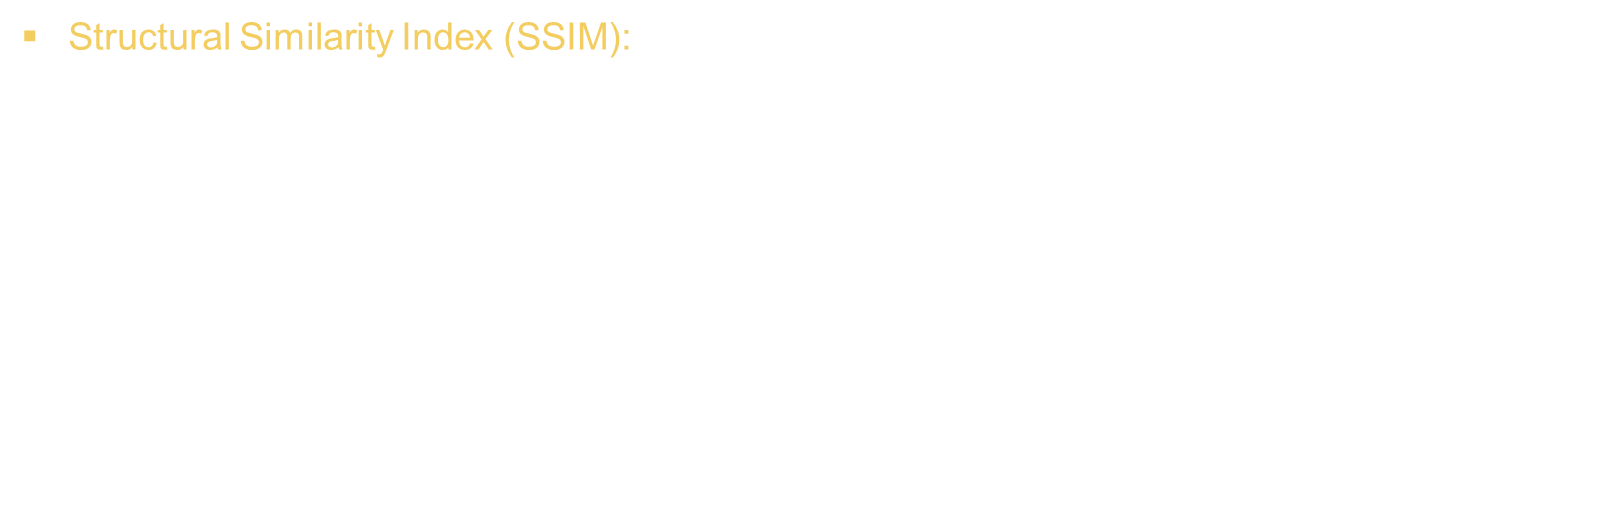 ▪ Structural Similarity Index (SSIM):